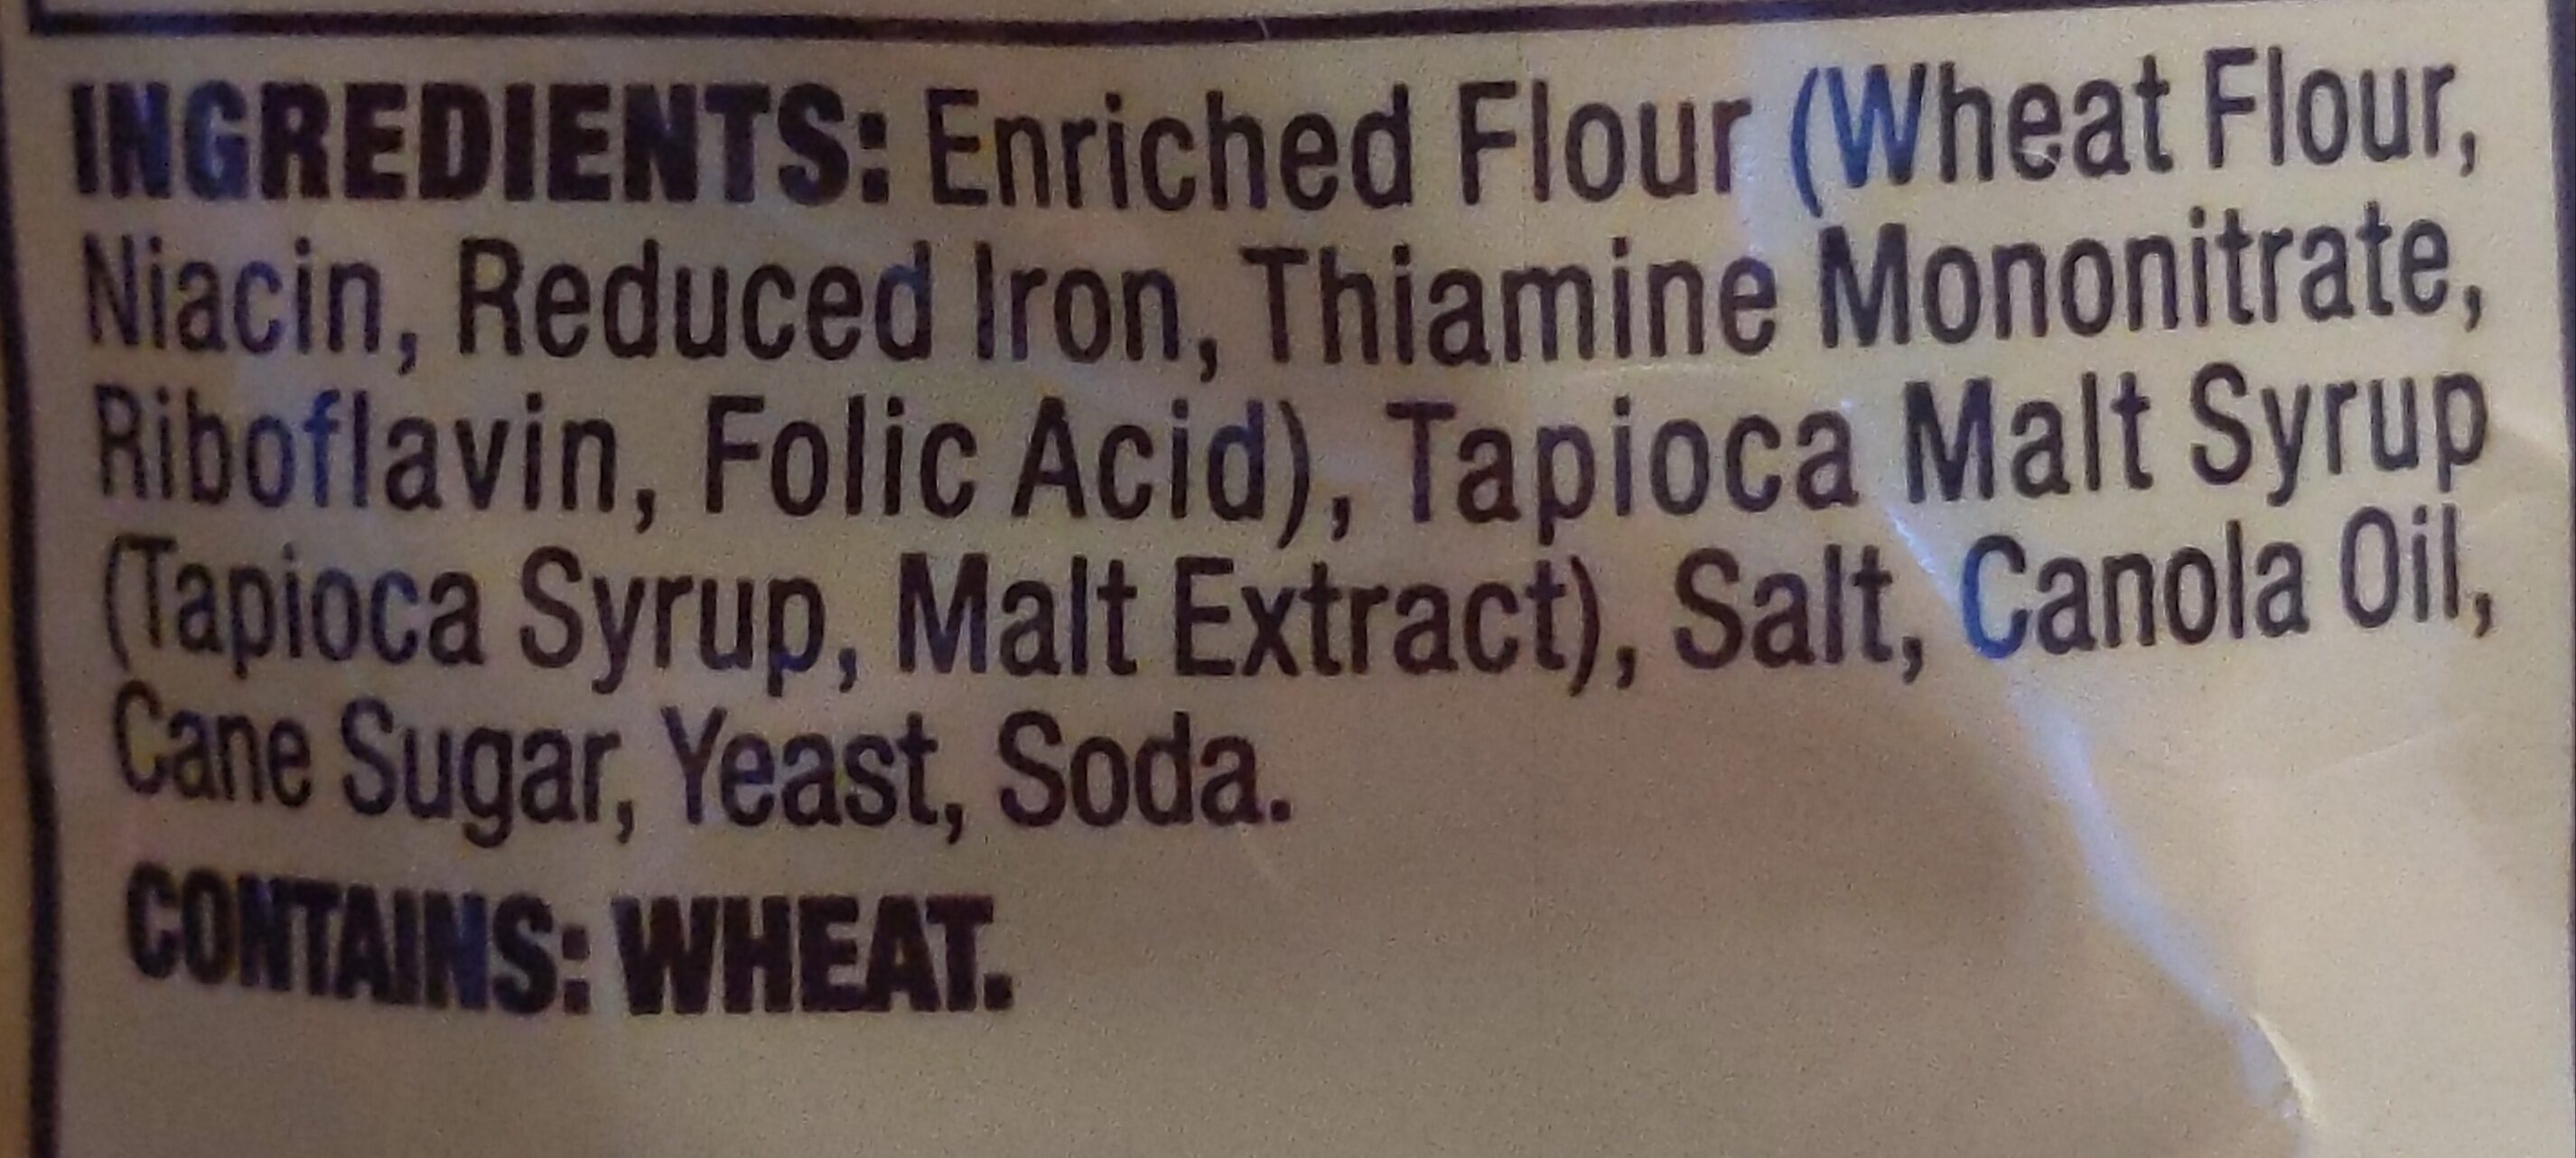 INGREDIENTS: Enriched Flour (Wheat Flour,
Niacin, Reduced Iron, Thiamine Mononitrate,
Riboflavin, Folic Acid), Tapioca Malt Syrup
(Tapioca Syrup, Malt Extract), Salt, Canola Oil,
Cane Sugar, Yeast, Soda.
CONTAINS: WHEAT.